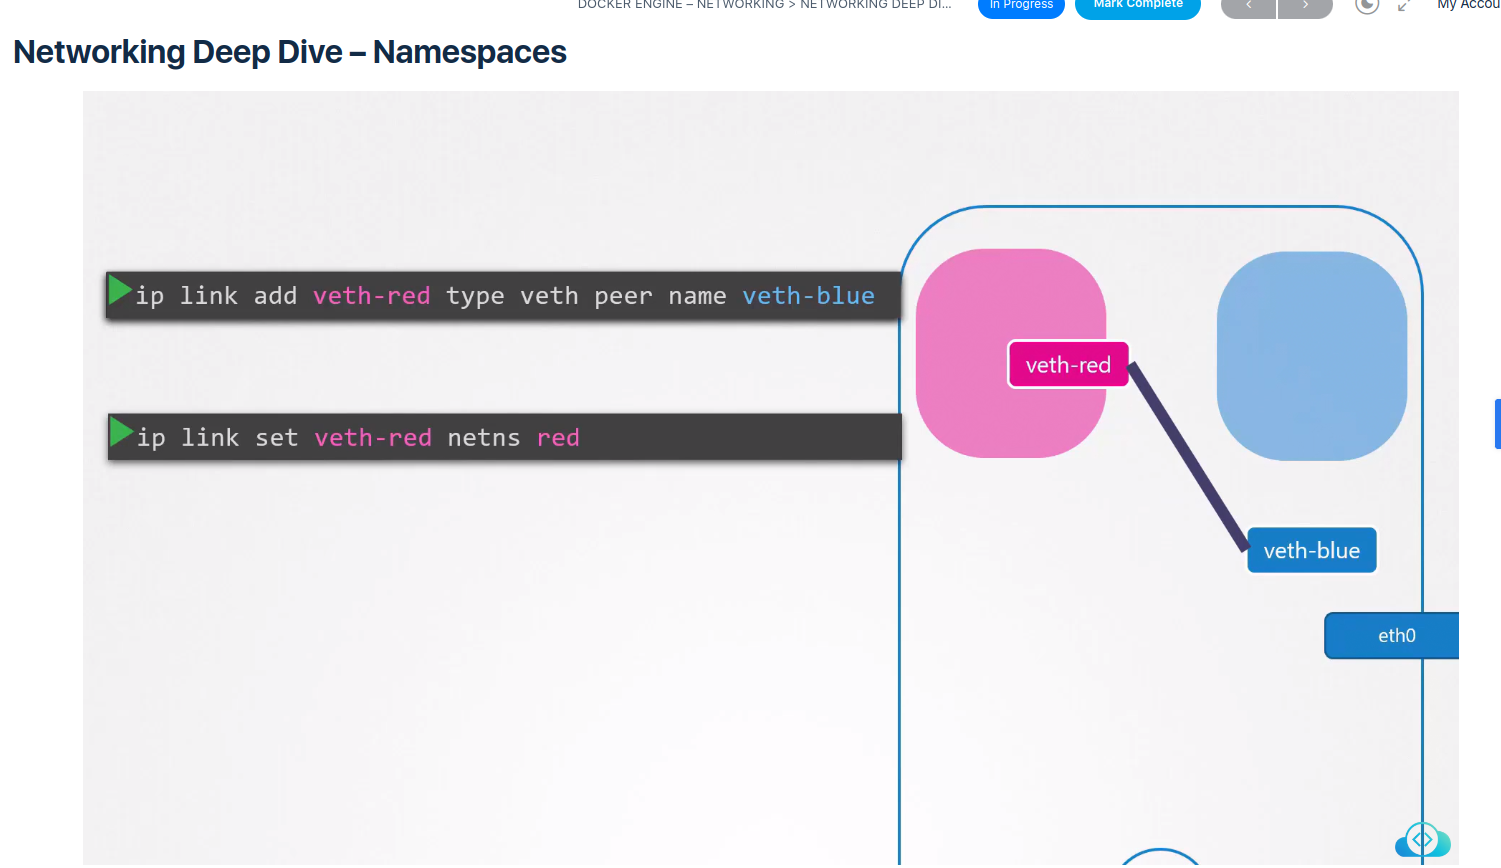 DOCKER ENGINE – NETWORKING > NETWORKING DEEP DI...
In Progress
Mark Complete
My Accou
Networking Deep Dive – Namespaces
ip link add veth-red type veth peer name veth-blue
veth-red
ip link set veth-red netns red
veth-blue
eth0